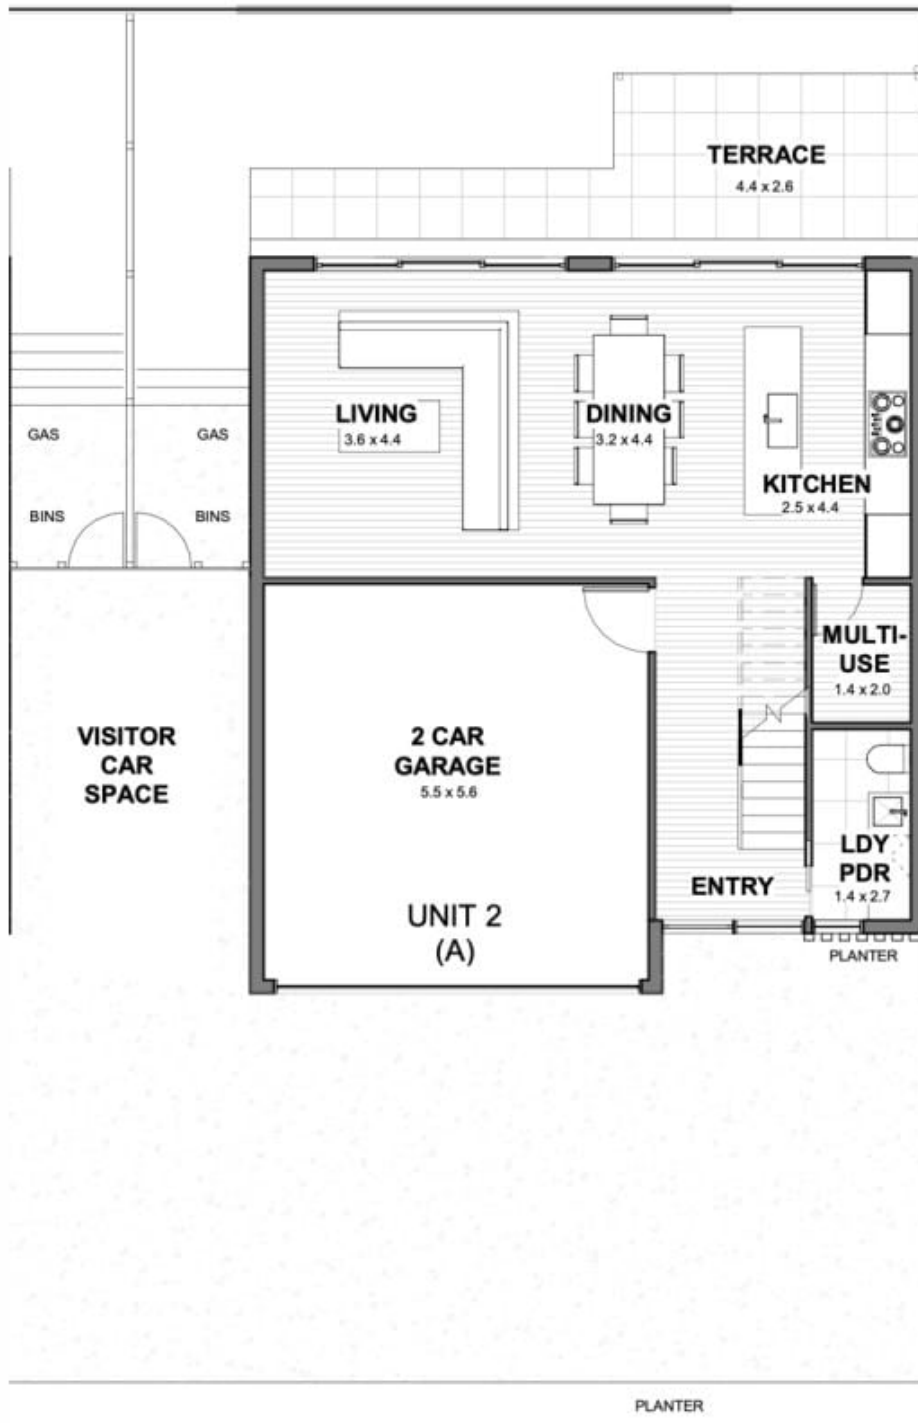 TERRACE
4.4 x 2.6
LIVING
3.6 x 4.4
DINING
3.2 x 4.4
KITCHEN
2.5 x 4.4
GAS
GAS
BINS
BINS
MULTI-
USE
1.4 x 2.0
VISITOR
CAR
SPACE
2 CAR
GARAGE
5.5 x 5.6
LDY
PDR
1.4 x 2.7
ENTRY
UNIT 2
(A)
PLANTER
PLANTER